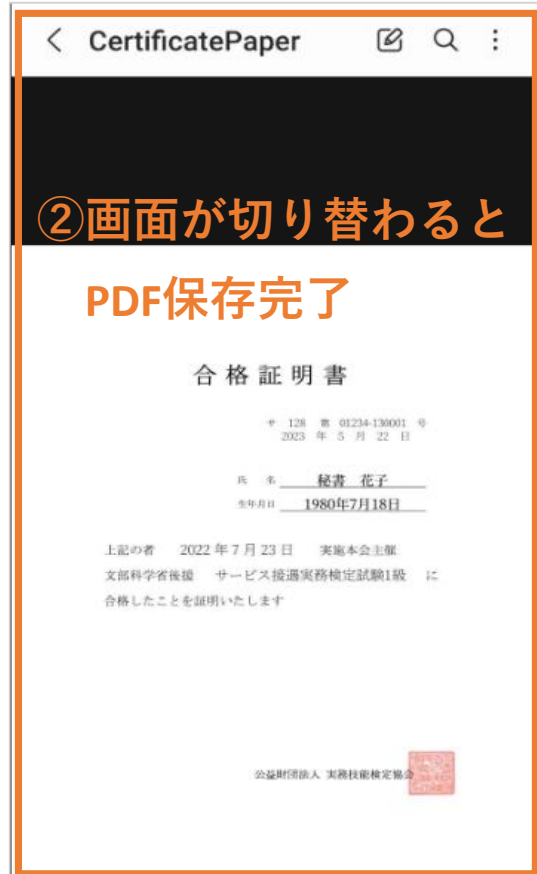 CertificatePaper
②画面が切り替わると
PDF保存完了
合格証明書
サ 128 第 01234-130001 号
2023 年 5 月 22 日
氏 名 秘書 花子
生年月日 1980年7月18日
上記の者 2022年7月23日 実施本会主催
文部科学省後援 サービス接遇実務検定試験1級 に
合格したことを証明いたします
公益財団法人 実務技能検定協会